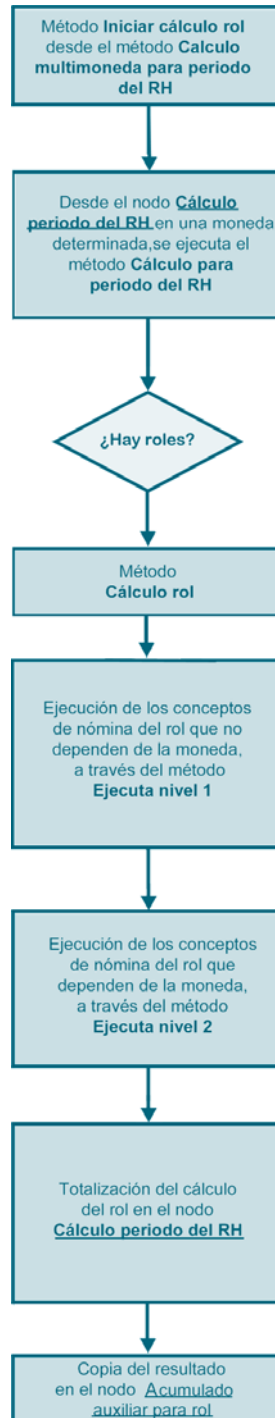 Método Iniciar cálculo rol
desde el método Calculo
multimoneda para periodo
del RH
Desde el nodo Cálculo
periodo del RH en una moneda
determinada,se ejecuta el
método Cálculo para
periodo del RH
¿Hay roles?
Método
Cálculo rol
Ejecución de los conceptos
de nómina del rol que no
dependen de la moneda,
a través del método
Ejecuta nivel 1
Ejecución de los conceptos
de nómina del rol que
dependen de la moneda,
a través del método
Ejecuta nivel 2
Totalización del cálculo
del rol en el nodo
Cálculo periodo del RH
Copia del resultado
en el nodo Acumulado
auxiliar para rol